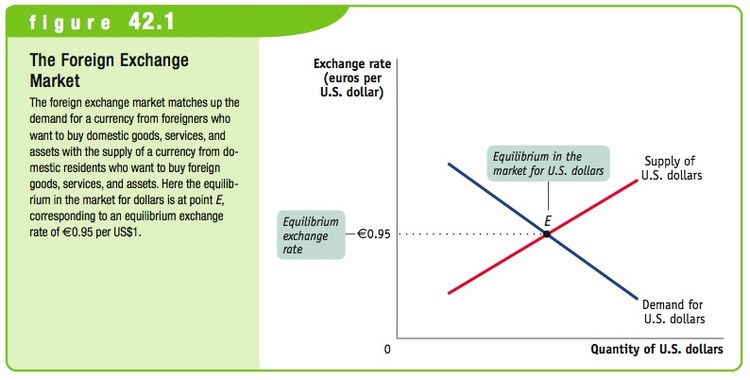 figure 42.1
The Foreign Exchange
Market
The foreign exchange market matches up the
demand for a currency from foreigners who
want to buy domestic goods, services, and
assets with the supply of a currency from do-
mestic residents who want to buy foreign
goods, services, and assets. Here the equilib-
rium in the market for dollars is at point E,
corresponding to an equilibrium exchange
rate of €0.95 per US$1.
Exchange rate
(euros per
U.S. dollar)
Equilibrium in the
market for U.S. dollars
Supply of
U.S. dollars
E
Equilibrium
exchange
rate
€0.95
Demand for
U.S. dollars
0
Quantity of U.S. dollars